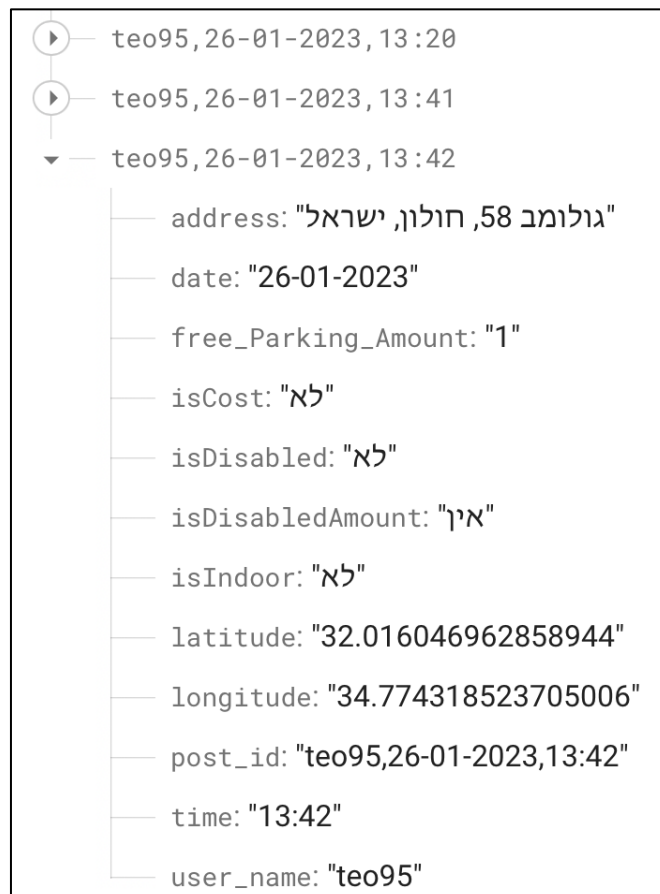 teo95,26-01-2023,13:20
teo95,26-01-2023,13:41
teo95,26-01-2023,13:42
address: "גולומב 58, חולון, ישראל"
date: "26-01-2023"
free_Parking_Amount: "1"
isCost: "לא"
isDisabled: "לא"
isDisabledAmount: "אין"
isIndoor: "לא"
latitude: "32.016046962858944"
longitude: "34.774318523705006"
post_id: "teo95,26-01-2023,13:42"
time: "13:42"
user_name: "teo95"